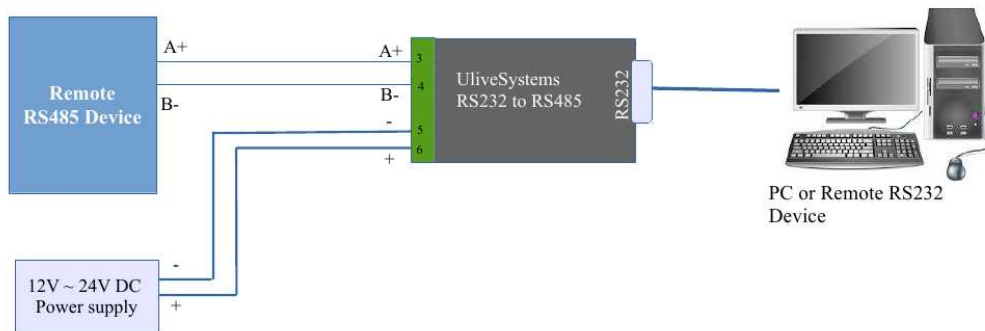 A+
A+
3
Remote
RS485 Device
B-
B-
4
UliveSystems
RS232 to RS485
RS232
-
5
6
+
PC or Remote RS232
Device
-
12V ~ 24V DC
Power supply
+